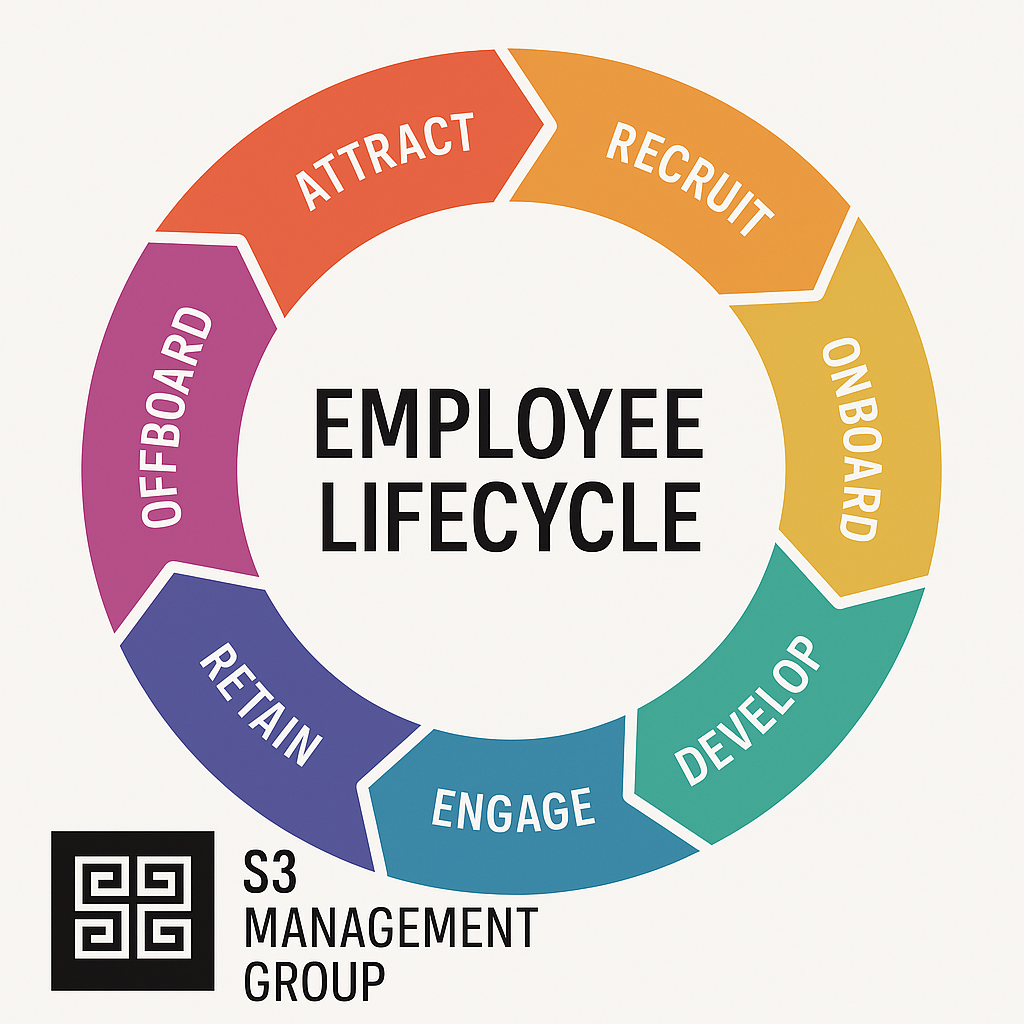 ATTRACT
RECRUIT
ONBOARD
DEVELOP
ENGAGE
RETAIN
OFFBOARD
EMPLOYEE
LIFECYCLE
S3
MANAGEMENT
GROUP